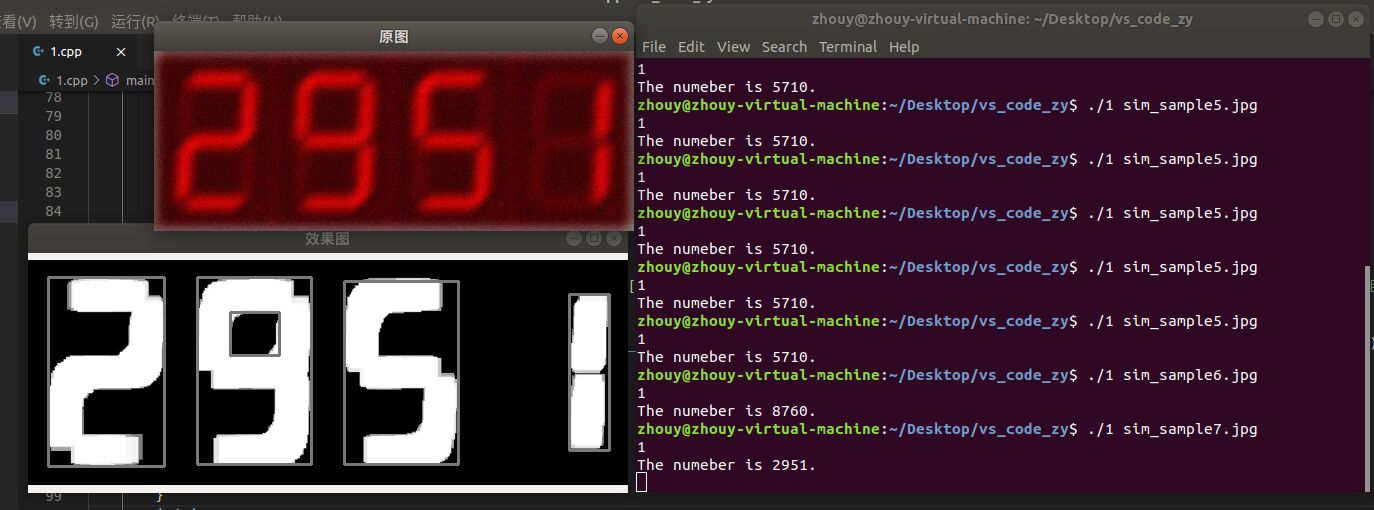 查看(V) 转到(G) 运行(R) 终端(T) 帮助(H)
1.cpp
1.cpp > main
78
79
80
81
82
83
84
99
}
原图
2951
效果图
2951
zhouy@zhouy-virtual-machine: ~/Desktop/vs_code_zy
File Edit View Search Terminal Help
1
The numeber is 5710.
zhouy@zhouy-virtual-machine:~/Desktop/vs_code_zy$ ./1 sim_sample5.jpg
1
The numeber is 5710.
zhouy@zhouy-virtual-machine:~/Desktop/vs_code_zy$ ./1 sim_sample5.jpg
1
The numeber is 5710.
zhouy@zhouy-virtual-machine:~/Desktop/vs_code_zy$ ./1 sim_sample5.jpg
1
The numeber is 5710.
zhouy@zhouy-virtual-machine:~/Desktop/vs_code_zy$ ./1 sim_sample5.jpg
1
The numeber is 5710.
zhouy@zhouy-virtual-machine:~/Desktop/vs_code_zy$ ./1 sim_sample5.jpg
1
The numeber is 5710.
zhouy@zhouy-virtual-machine:~/Desktop/vs_code_zy$ ./1 sim_sample6.jpg
1
The numeber is 8760.
zhouy@zhouy-virtual-machine:~/Desktop/vs_code_zy$ ./1 sim_sample7.jpg
1
The numeber is 2951.